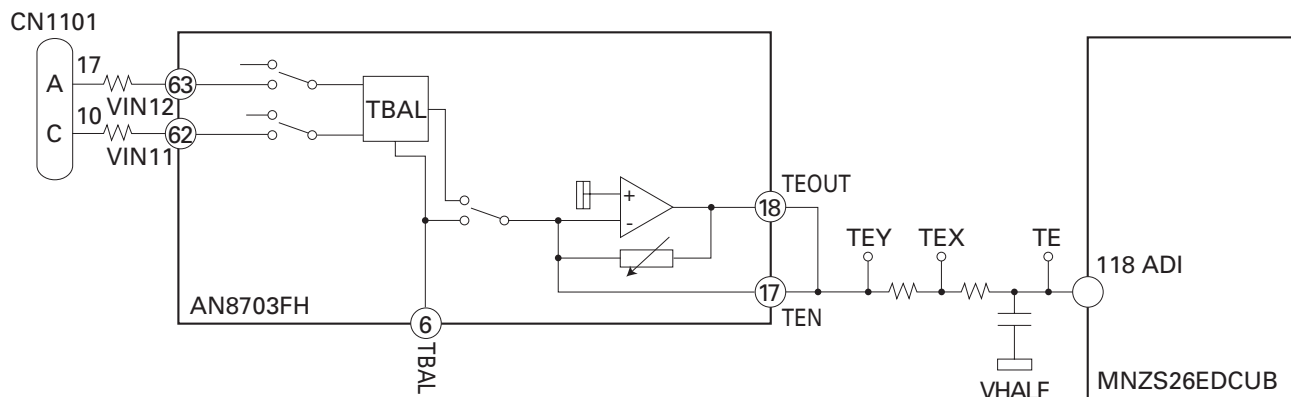 CN1101
A
17
C
10
VIN12
VIN11
63
62
TBAL
+
-
TEOUT
18
17
TEN
AN8703FH
6
TBAL
TEY
TEX
TE
118 ADI
VHALF
MNZS26EDCUB